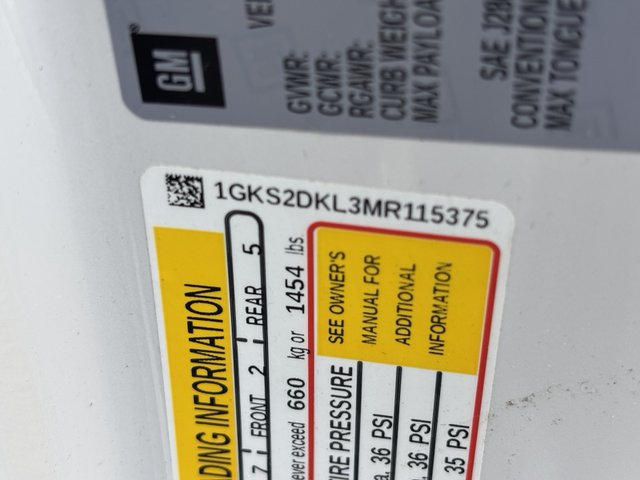 GM
VE
GVWR:
GCWR:
RGAWR:
CURB WEIGH
MAX PAYLOA
SAE J28
CONVENTION
MAX TONGUE
1GKS2DKL3MR115375
DING INFORMATION
7 FRONT 2 REAR 5
ever exceed 660 kg or 1454 lbs
SEE OWNER'S
MANUAL FOR
ADDITIONAL
INFORMATION
IRE PRESSURE
a. 36 PSI
a. 36 PSI
35 PSI